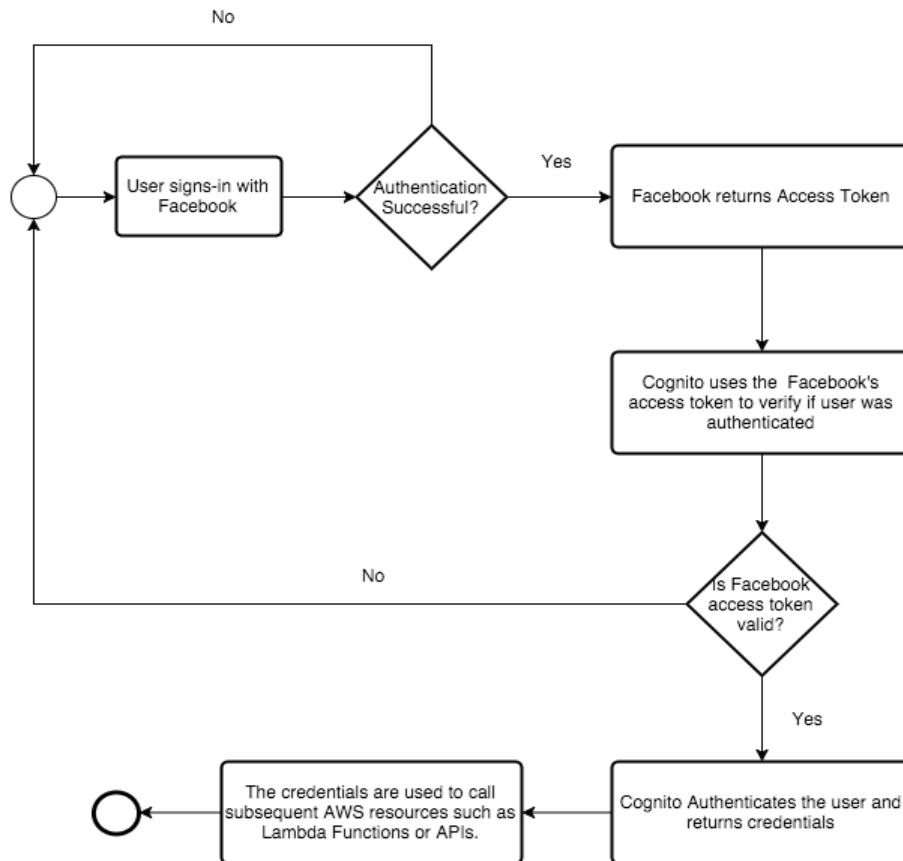 No
User signs-in with
Facebook
Authentication
Successful?
Yes
Facebook returns Access Token
Cognito uses the  Facebook's
access token to verify if user was
authenticated
No
Is Facebook
access token
valid?
Yes
The credentials are used to call
subsequent AWS resources such as
Lambda Functions or APIs.
Cognito Authenticates the user and
returns credentials